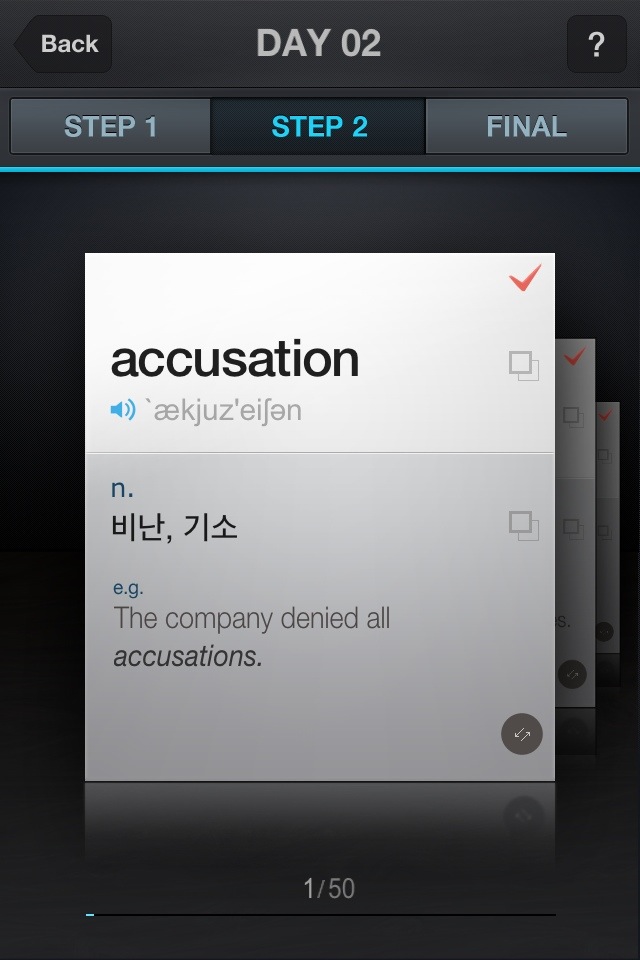 Back
DAY 02
?
STEP 1
STEP 2
FINAL
accusation
`ækjuz'eiʃən
n.
비난, 기소
e.g.
The company denied all
accusations.
1/50